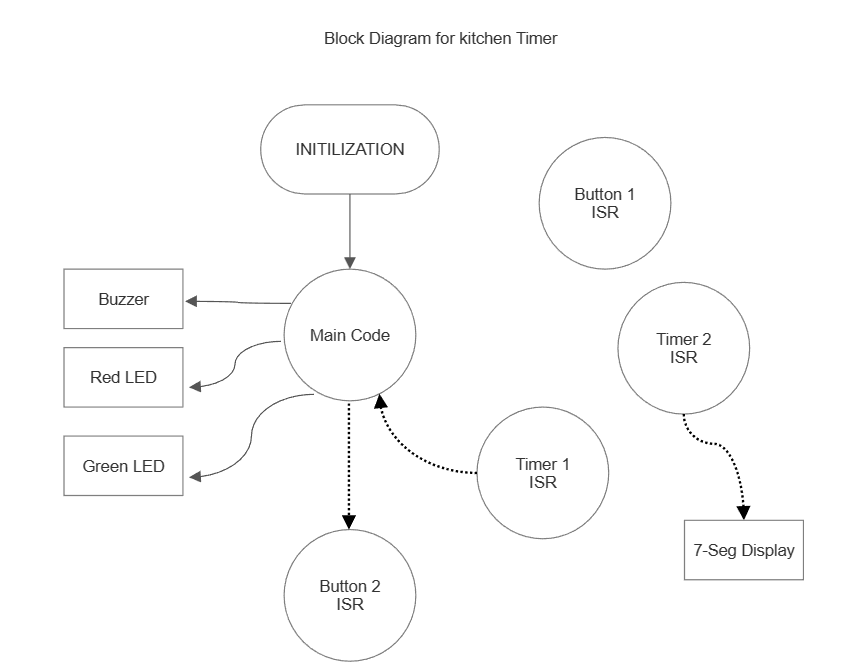 Block Diagram for kitchen Timer
INITILIZATION
Button 1
ISR
Buzzer
Main Code
Timer 2
ISR
Red LED
Green LED
Timer 1
ISR
7-Seg Display
Button 2
ISR